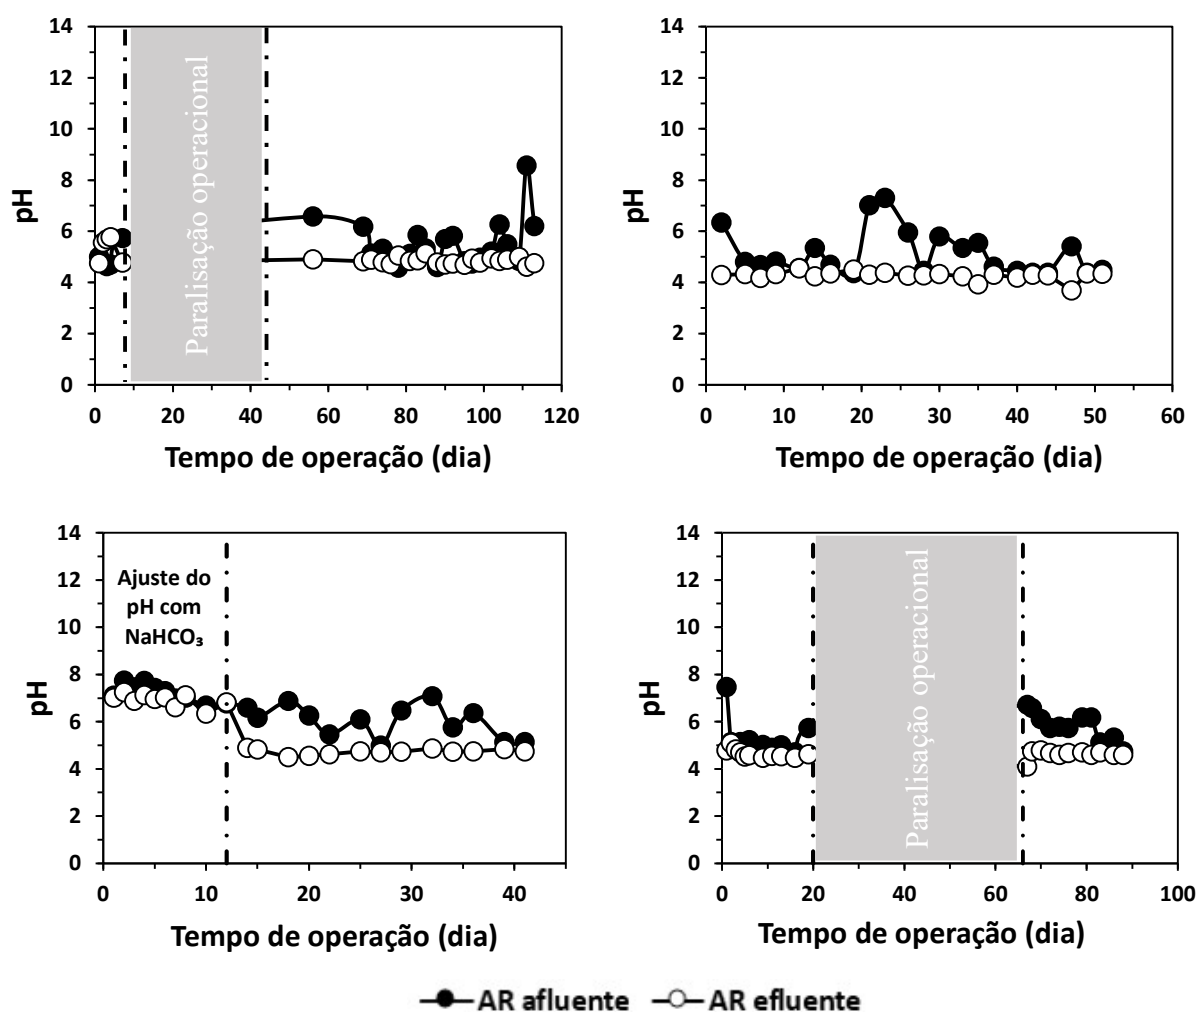 14
12
10
8
6
4
2
0
pH
Paralisação operacional
0 20 40 60 80 100 120
Tempo de operação (dia)
14
12
10
8
6
4
2
0
pH
0 10 20 30 40 50 60
Tempo de operação (dia)
14
12
10
8
6
4
2
0
pH
Ajuste do
pH com
NaHCO₃
0 10 20 30 40
Tempo de operação (dia)
14
12
10
8
6
4
2
0
pH
Paralisação operacional
0 20 40 60 80 100
Tempo de operação (dia)
AR afluente AR efluente